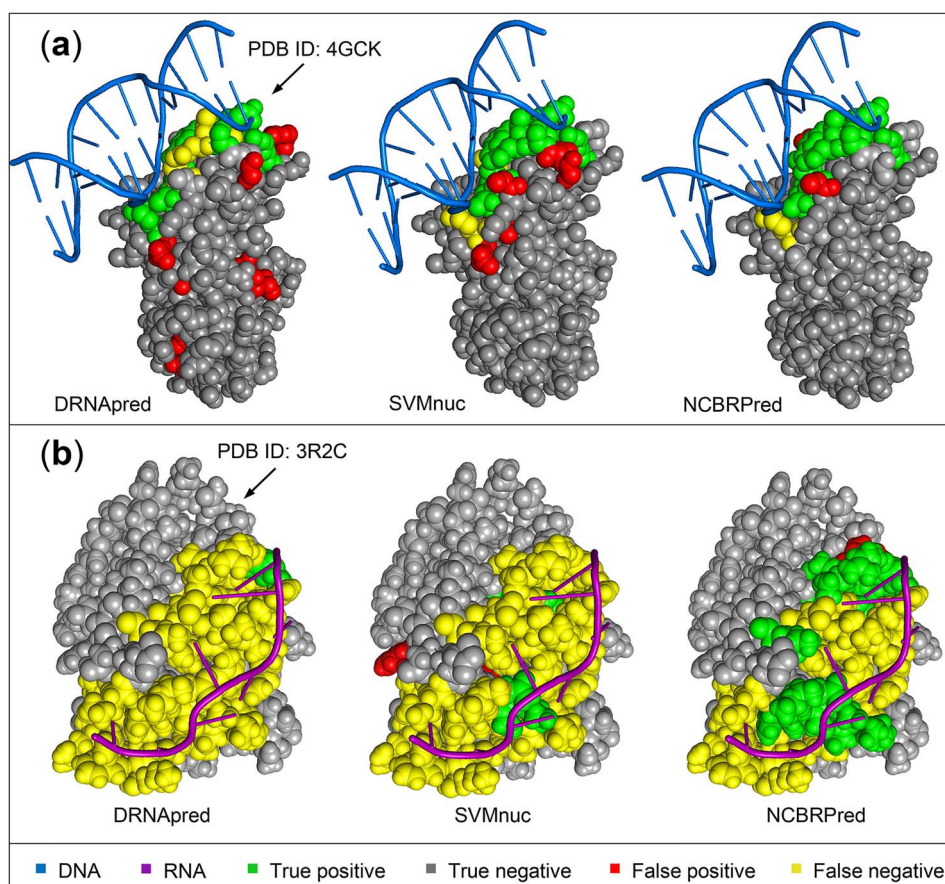 (a)
PDB ID: 4GCK
DRNApred SVMnuc NCBRPred
(b)
PDB ID: 3R2C
DRNApred SVMnuc NCBRPred
DNA RNA True positive True negative False positive False negative